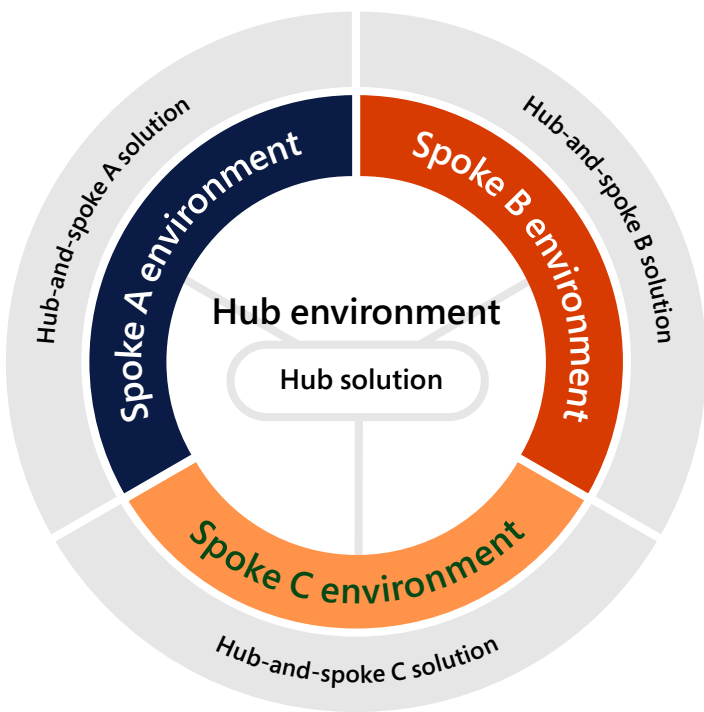 Hub-and-spoke A solution
Hub-and-spoke B solution
Spoke A environment
Spoke B environment
Hub environment
Hub solution
Spoke C environment
Hub-and-spoke C solution